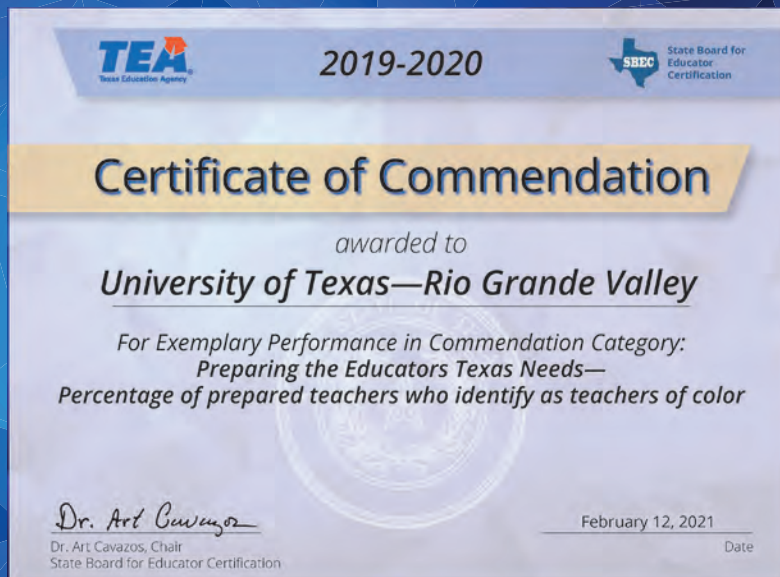 TEA
Texas Education Agency
2019-2020
SBEC
State Board for
Educator
Certification
Certificate of Commendation
awarded to
University of Texas—Rio Grande Valley
For Exemplary Performance in Commendation Category:
Preparing the Educators Texas Needs—
Percentage of prepared teachers who identify as teachers of color
Dr. Art Cavazos
February 12, 2021
Dr. Art Cavazos, Chair
Date
State Board for Educator Certification